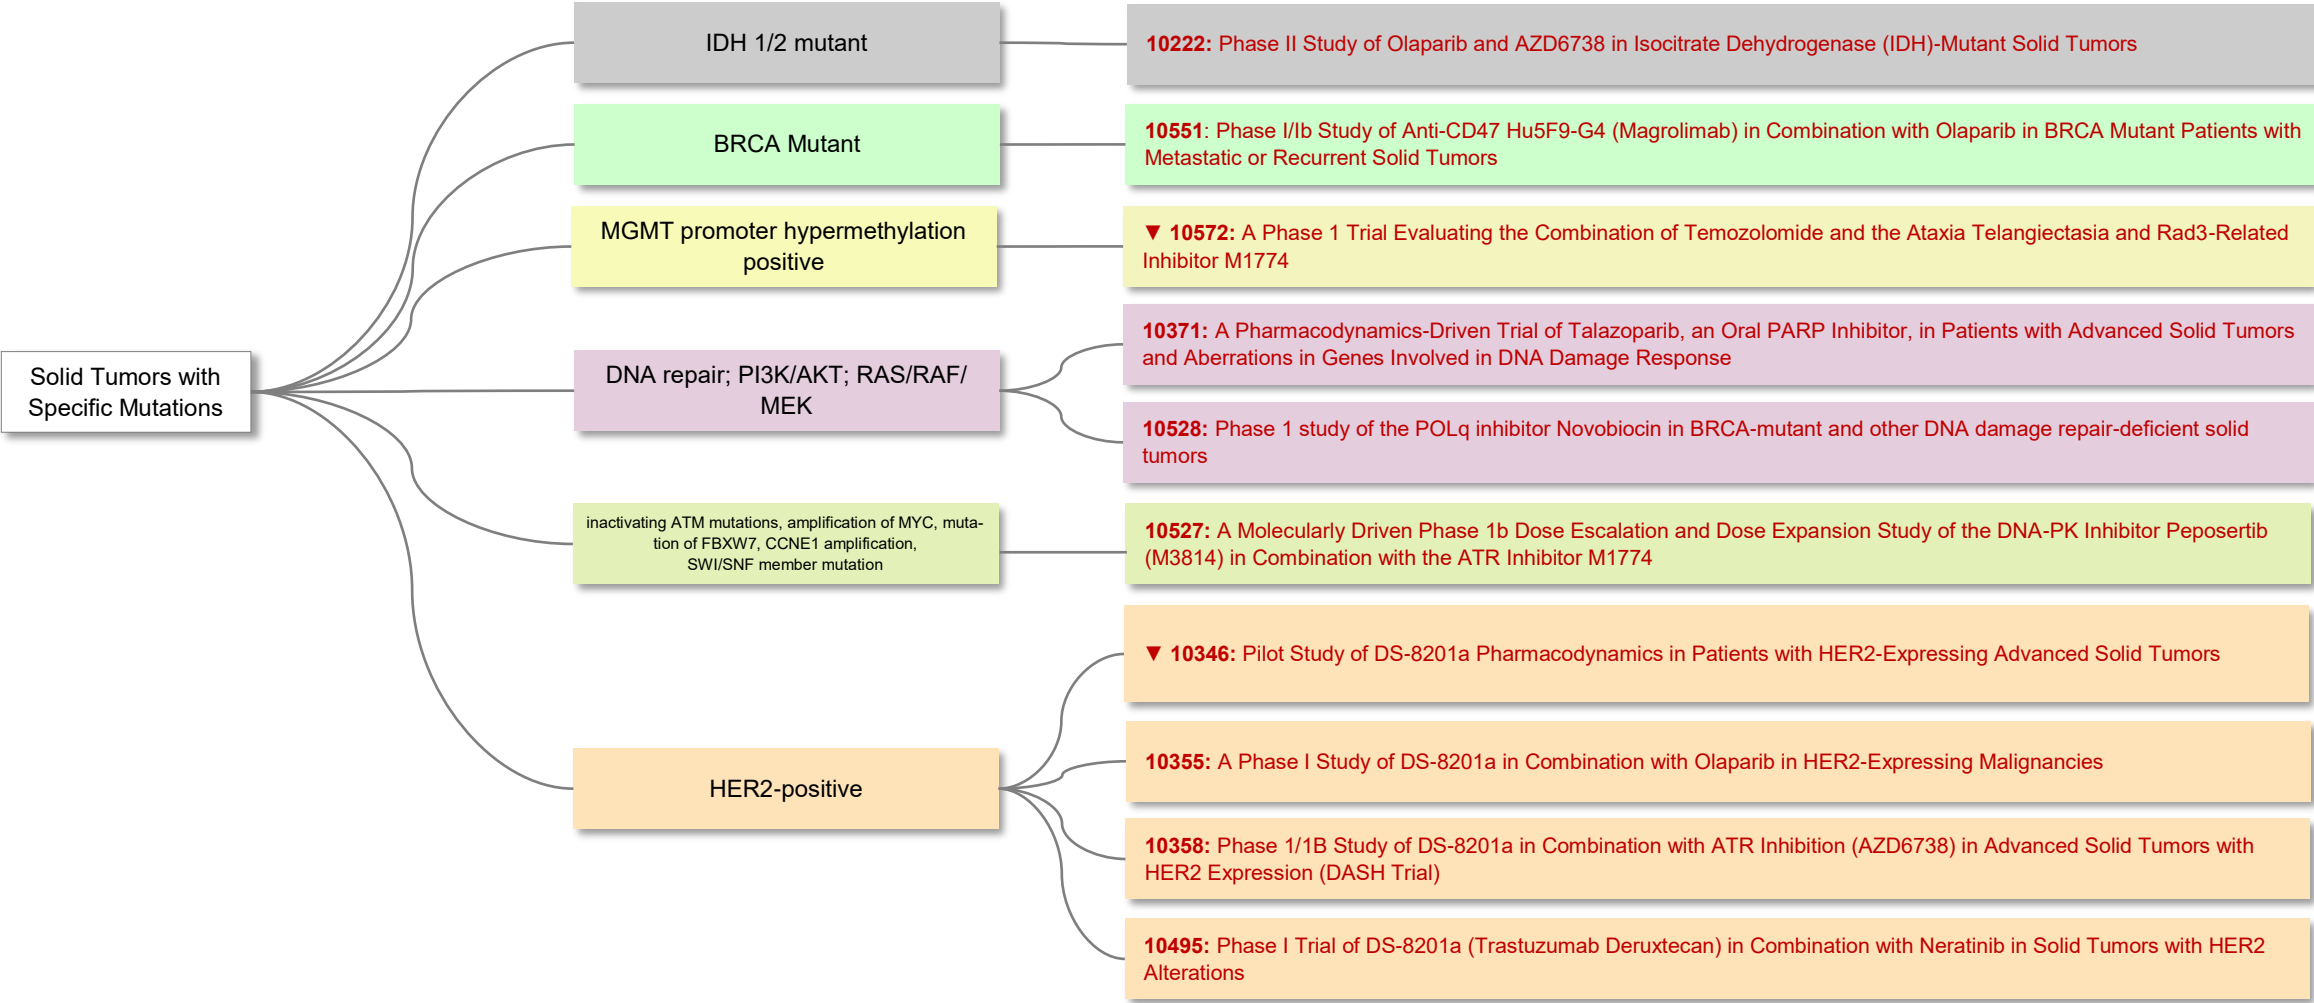 IDH 1/2 mutant
10222: Phase II Study of Olaparib and AZD6738 in Isocitrate Dehydrogenase (IDH)-Mutant Solid Tumors
BRCA Mutant
10551: Phase I/Ib Study of Anti-CD47 Hu5F9-G4 (Magrolimab) in Combination with Olaparib in BRCA Mutant Patients with
Metastatic or Recurrent Solid Tumors
MGMT promoter hypermethylation
positive
▼ 10572: A Phase 1 Trial Evaluating the Combination of Temozolomide and the Ataxia Telangiectasia and Rad3-Related
Inhibitor M1774
Solid Tumors with
Specific Mutations
DNA repair; PI3K/AKT; RAS/RAF/
MEK
10371: A Pharmacodynamics-Driven Trial of Talazoparib, an Oral PARP Inhibitor, in Patients with Advanced Solid Tumors
and Aberrations in Genes Involved in DNA Damage Response
10528: Phase 1 study of the POLq inhibitor Novobiocin in BRCA-mutant and other DNA damage repair-deficient solid
tumors
inactivating ATM mutations, amplification of MYC, muta-
tion of FBXW7, CCNE1 amplification,
SWI/SNF member mutation
10527: A Molecularly Driven Phase 1b Dose Escalation and Dose Expansion Study of the DNA-PK Inhibitor Peposertib
(M3814) in Combination with the ATR Inhibitor M1774
HER2-positive
▼ 10346: Pilot Study of DS-8201a Pharmacodynamics in Patients with HER2-Expressing Advanced Solid Tumors
10355: A Phase I Study of DS-8201a in Combination with Olaparib in HER2-Expressing Malignancies
10358: Phase 1/1B Study of DS-8201a in Combination with ATR Inhibition (AZD6738) in Advanced Solid Tumors with
HER2 Expression (DASH Trial)
10495: Phase I Trial of DS-8201a (Trastuzumab Deruxtecan) in Combination with Neratinib in Solid Tumors with HER2
Alterations